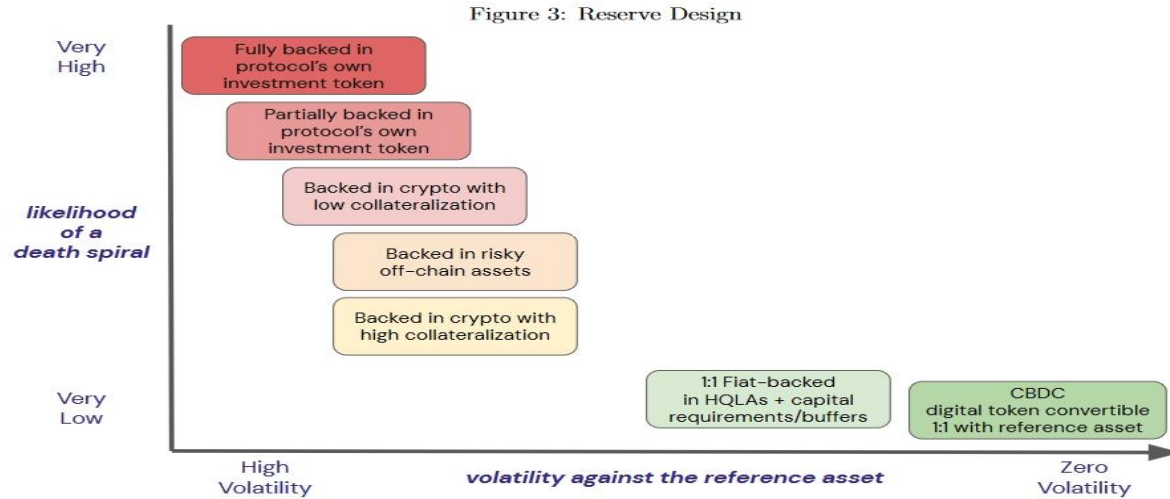 Figure 3: Reserve Design
Very
High
Fully backed in
protocol's own
investment token
Partially backed in
protocol's own
investment token
Backed in crypto with
low collateralization
likelihood
of a
death spiral
Backed in risky
off-chain assets
Backed in crypto with
high collateralization
Very
Low
1:1 Fiat-backed
in HQLAs + capital
requirements/buffers
CBDC
digital token convertible
1:1 with reference asset
High
Volatility
volatility against the reference asset
Zero
Volatility